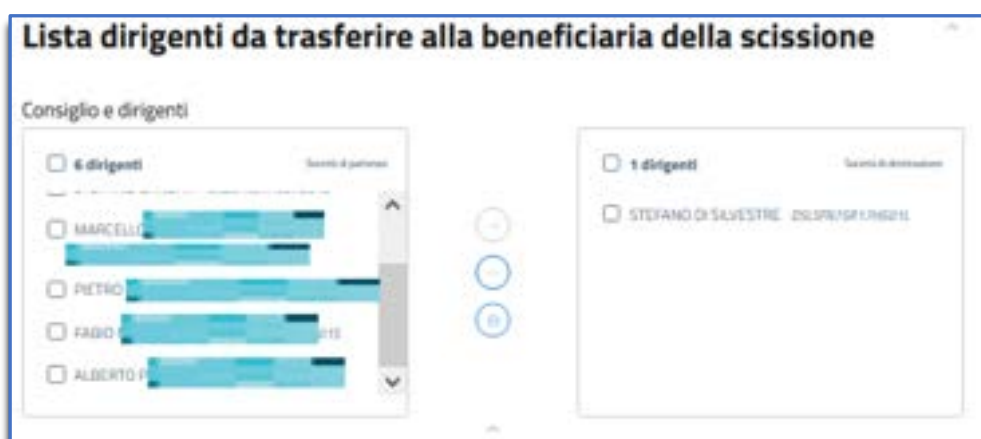 Lista dirigenti da trasferire alla beneficiaria della scissione
Consiglio e dirigenti
6 dirigenti Società di partenza
MARCELLO
PIETRO
FABIO
ALBERTO P
1 dirigenti Società di destinazione
STEFANO DI SILVESTRE